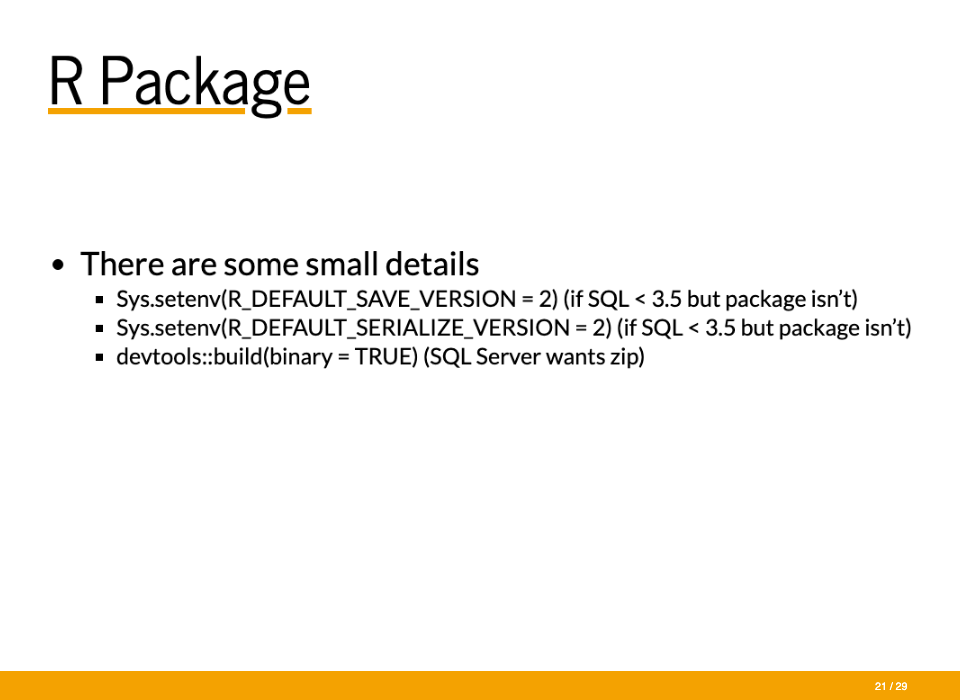 R Package
• There are some small details
▪ Sys.setenv(R_DEFAULT_SAVE_VERSION = 2) (if SQL < 3.5 but package isn’t)
▪ Sys.setenv(R_DEFAULT_SERIALIZE_VERSION = 2) (if SQL < 3.5 but package isn’t)
▪ devtools::build(binary = TRUE) (SQL Server wants zip)
21 / 29